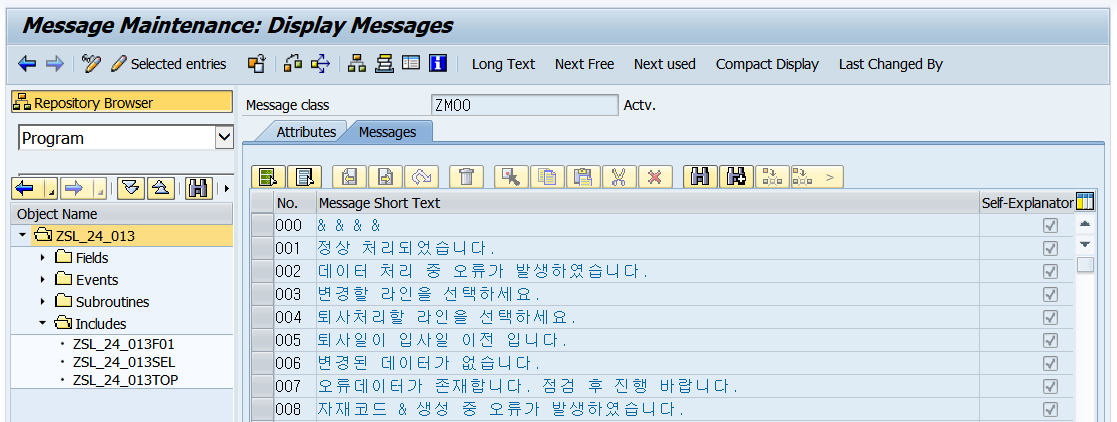 Message Maintenance: Display Messages
Selected entries Long Text Next Free Next used Compact Display Last Changed By
Repository Browser
Program
Object Name
ZSL_24_013
Fields
Events
Subroutines
Includes
ZSL_24_013F01
ZSL_24_013SEL
ZSL_24_013TOP
Message class ZM00 Actv.
Attributes Messages
No. Message Short Text Self-Explanator
000 & & & &
001 정상 처리되었습니다.
002 데이터 처리 중 오류가 발생하였습니다.
003 변경할 라인을 선택하세요.
004 퇴사처리할 라인을 선택하세요.
005 퇴사일이 입사일 이전 입니다.
006 변경된 데이터가 없습니다.
007 오류데이터가 존재합니다. 점검 후 진행 바랍니다.
008 자재코드 & 생성 중 오류가 발생하였습니다.